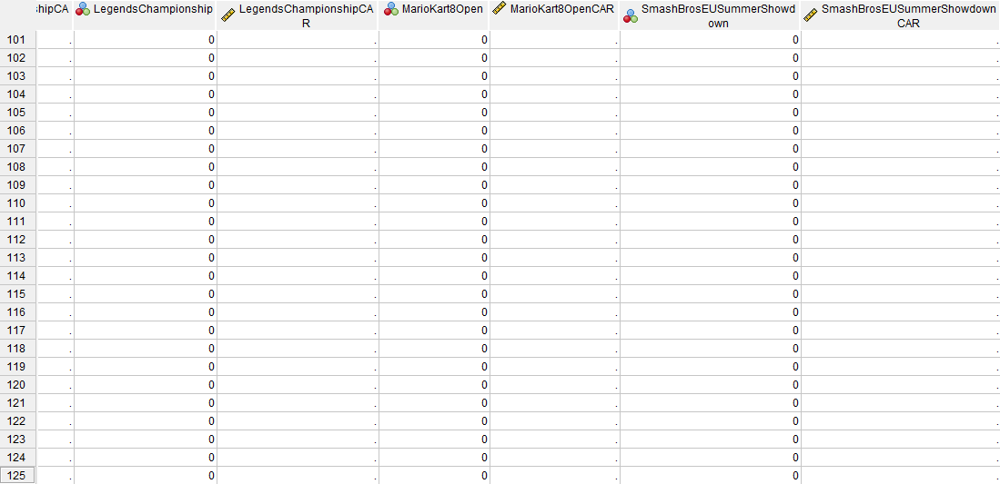 shipCA LegendsChampionship LegendsChampionshipCA MarioKart8Open MarioKart8OpenCAR SmashBrosEUSummerShowd SmashBrosEUSummerShowdown
R own CAR
101 . 0 . 0 . 0 .
102 . 0 . 0 . 0 .
103 . 0 . 0 . 0 .
104 . 0 . 0 . 0 .
105 . 0 . 0 . 0 .
106 . 0 . 0 . 0 .
107 . 0 . 0 . 0 .
108 . 0 . 0 . 0 .
109 . 0 . 0 . 0 .
110 . 0 . 0 . 0 .
111 . 0 . 0 . 0 .
112 . 0 . 0 . 0 .
113 . 0 . 0 . 0 .
114 . 0 . 0 . 0 .
115 . 0 . 0 . 0 .
116 . 0 . 0 . 0 .
117 . 0 . 0 . 0 .
118 . 0 . 0 . 0 .
119 . 0 . 0 . 0 .
120 . 0 . 0 . 0 .
121 . 0 . 0 . 0 .
122 . 0 . 0 . 0 .
123 . 0 . 0 . 0 .
124 . 0 . 0 . 0 .
125 . 0 . 0 . 0 .